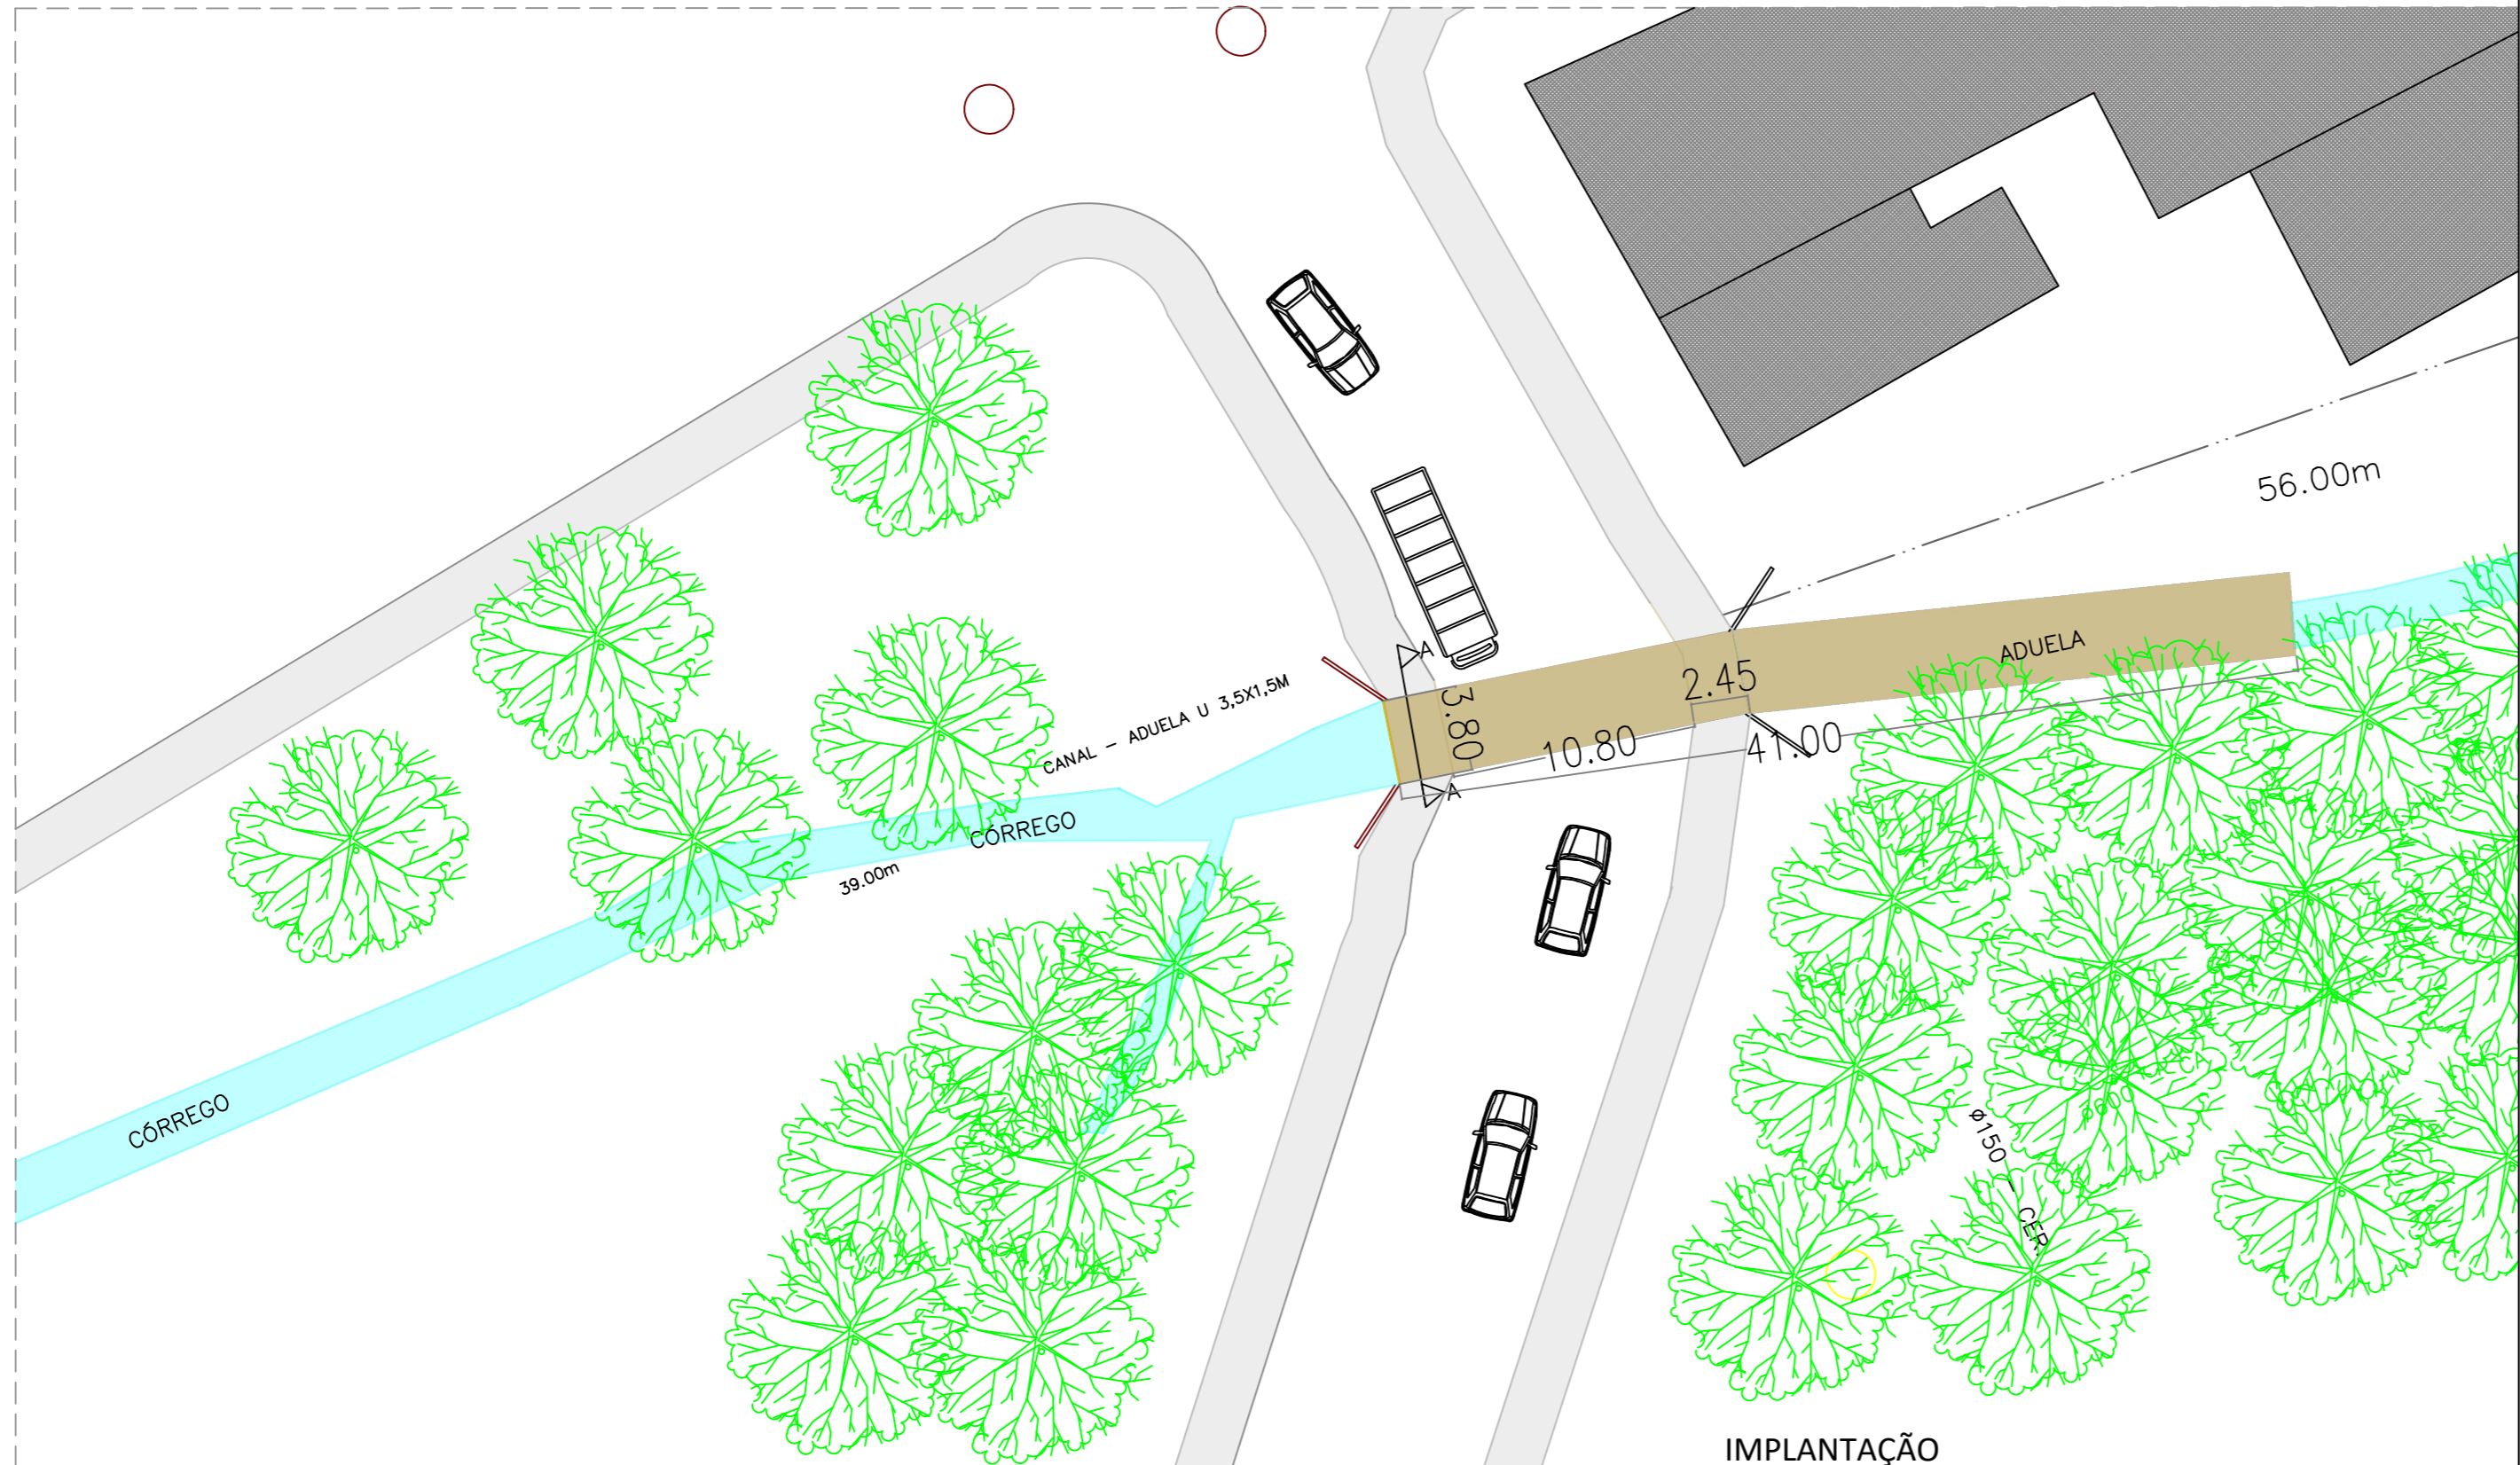 56.00m
ADUELA
A
2.45
CANAL - ADUELA U 3,5X1,5M
3.80
10.80
41.00
A
CÓRREGO
39.00m
CÓRREGO
ø600
ø150 - CER
IMPLANTAÇÃO